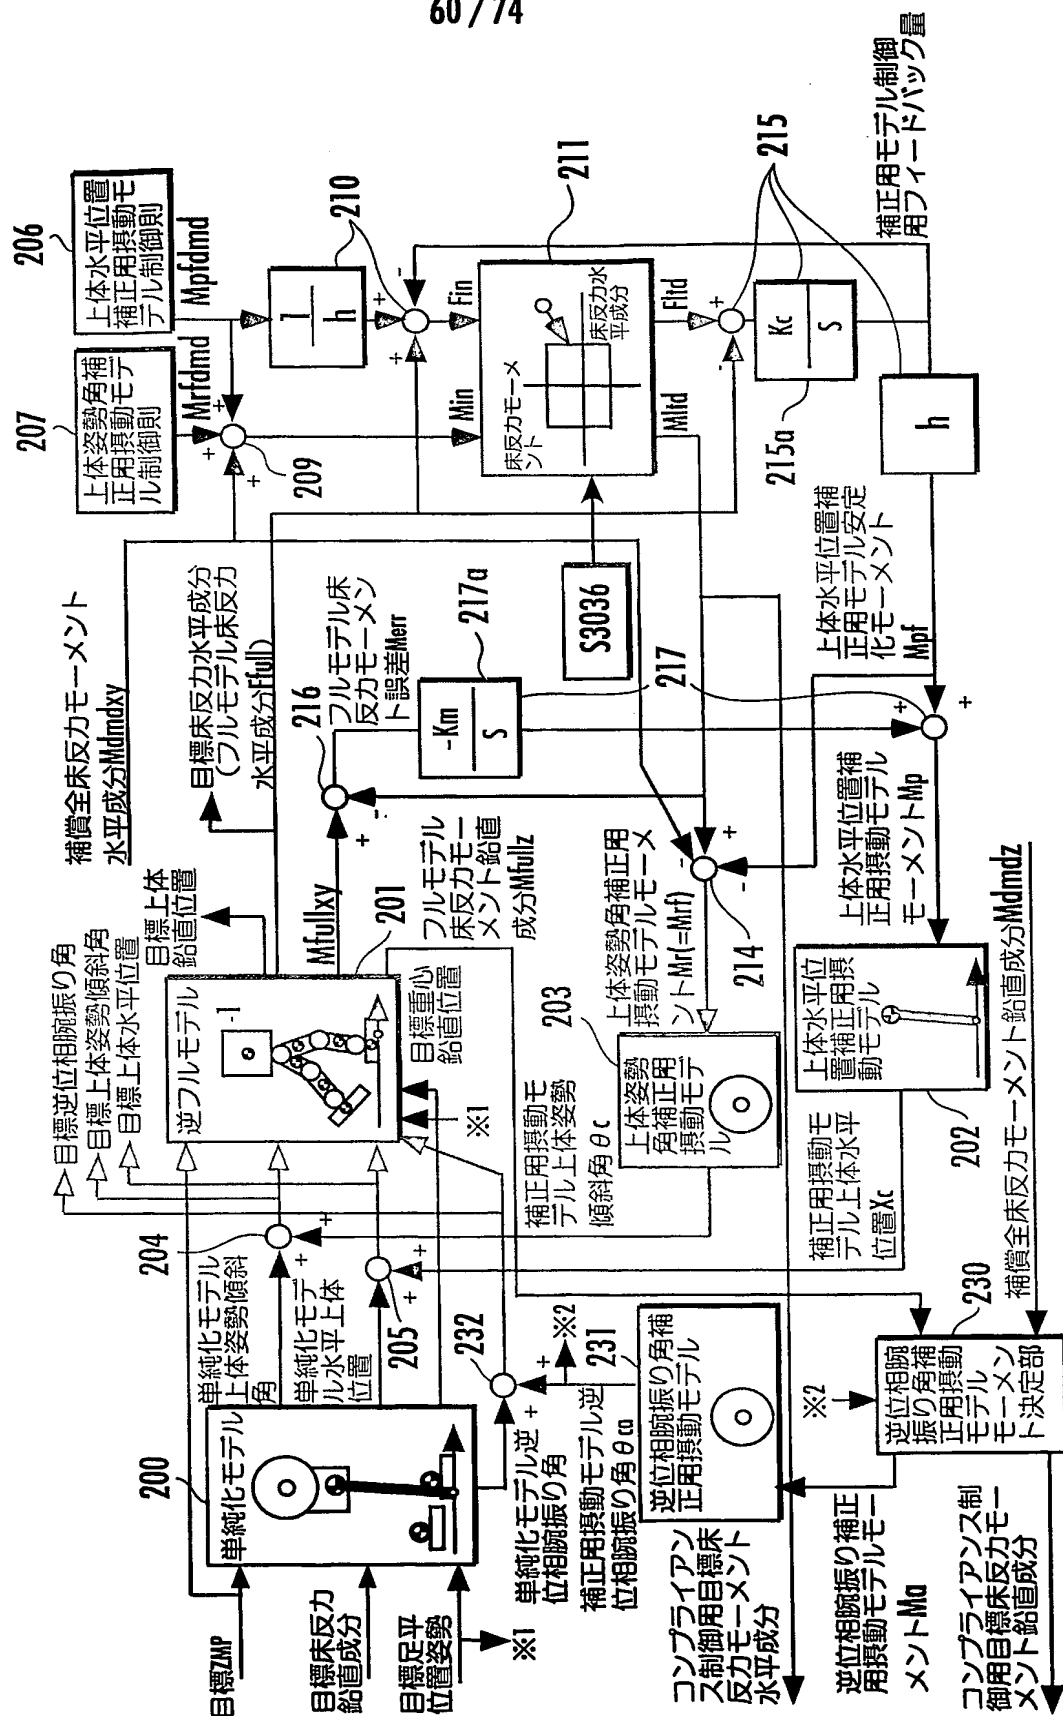 60/74
206
上体水平位置
補正用摂動モ
デル制御則
Mpfdmd
207
上体姿勢角補
正用摂動モデ
ル制御則
Mrfdmd
209
210
1
h
Fin
Min
211
床反力モーメ
ント
床反力水
平成分
Fltd
Mltd
S3036
215
Kc
S
215a
h
補正用モデル制御
用フィードバック量
補償全床反力モーメント
水平成分Mdmdxy
目標床反力水平成分
(フルモデル床反力
水平成分Ffull)
216
フルモデル床
反力モーメン
ト誤差Merr
217a
-Km
S
217
上体水平位置補
正用モデル安定
化モーメント
Mpf
目標逆位相腕振り角
目標上体姿勢傾斜角
目標上体水平位置
目標上体
鉛直位置
逆フルモデル
-1
201
Mfullxy
フルモデル
床反力モー
メント鉛直
成分Mfullz
目標重心
鉛直位置
※1
214
上体姿勢角補正用
摂動モデルモーメ
ントMr(=Mrf)
203
上体姿勢
角補正用
摂動モデ
ル
補正用摂動モ
デル上体姿勢
傾斜角θc
上体水平位置補
正用摂動モデル
モーメントMp
上体水平位
置補正用摂
動モデル
202
補正用摂動モ
デル上体水平
位置Xc
補償全床反力モーメント鉛直成分Mdmdz
204
単純化モデル
上体姿勢傾斜
角
単純化モデ
ル水平上体
位置
205
200
単純化モデル
目標ZMP
目標床反力
鉛直成分
目標足平
位置姿勢
※1
232
※2
単純化モデル逆
位相腕振り角
補正用摂動モデル逆
位相腕振り角θca
231
逆位相腕振り角補
正用摂動モデル
230
※2
逆位相腕
振り角補
正用摂動
モデル
モーメン
ト決定部
コンプライアン
ス制御用目標床
反力モーメント
水平成分
逆位相腕振り補正
用摂動モデルモー
メントMa
コンプライアンス制
御用目標床反力モー
メント鉛直成分